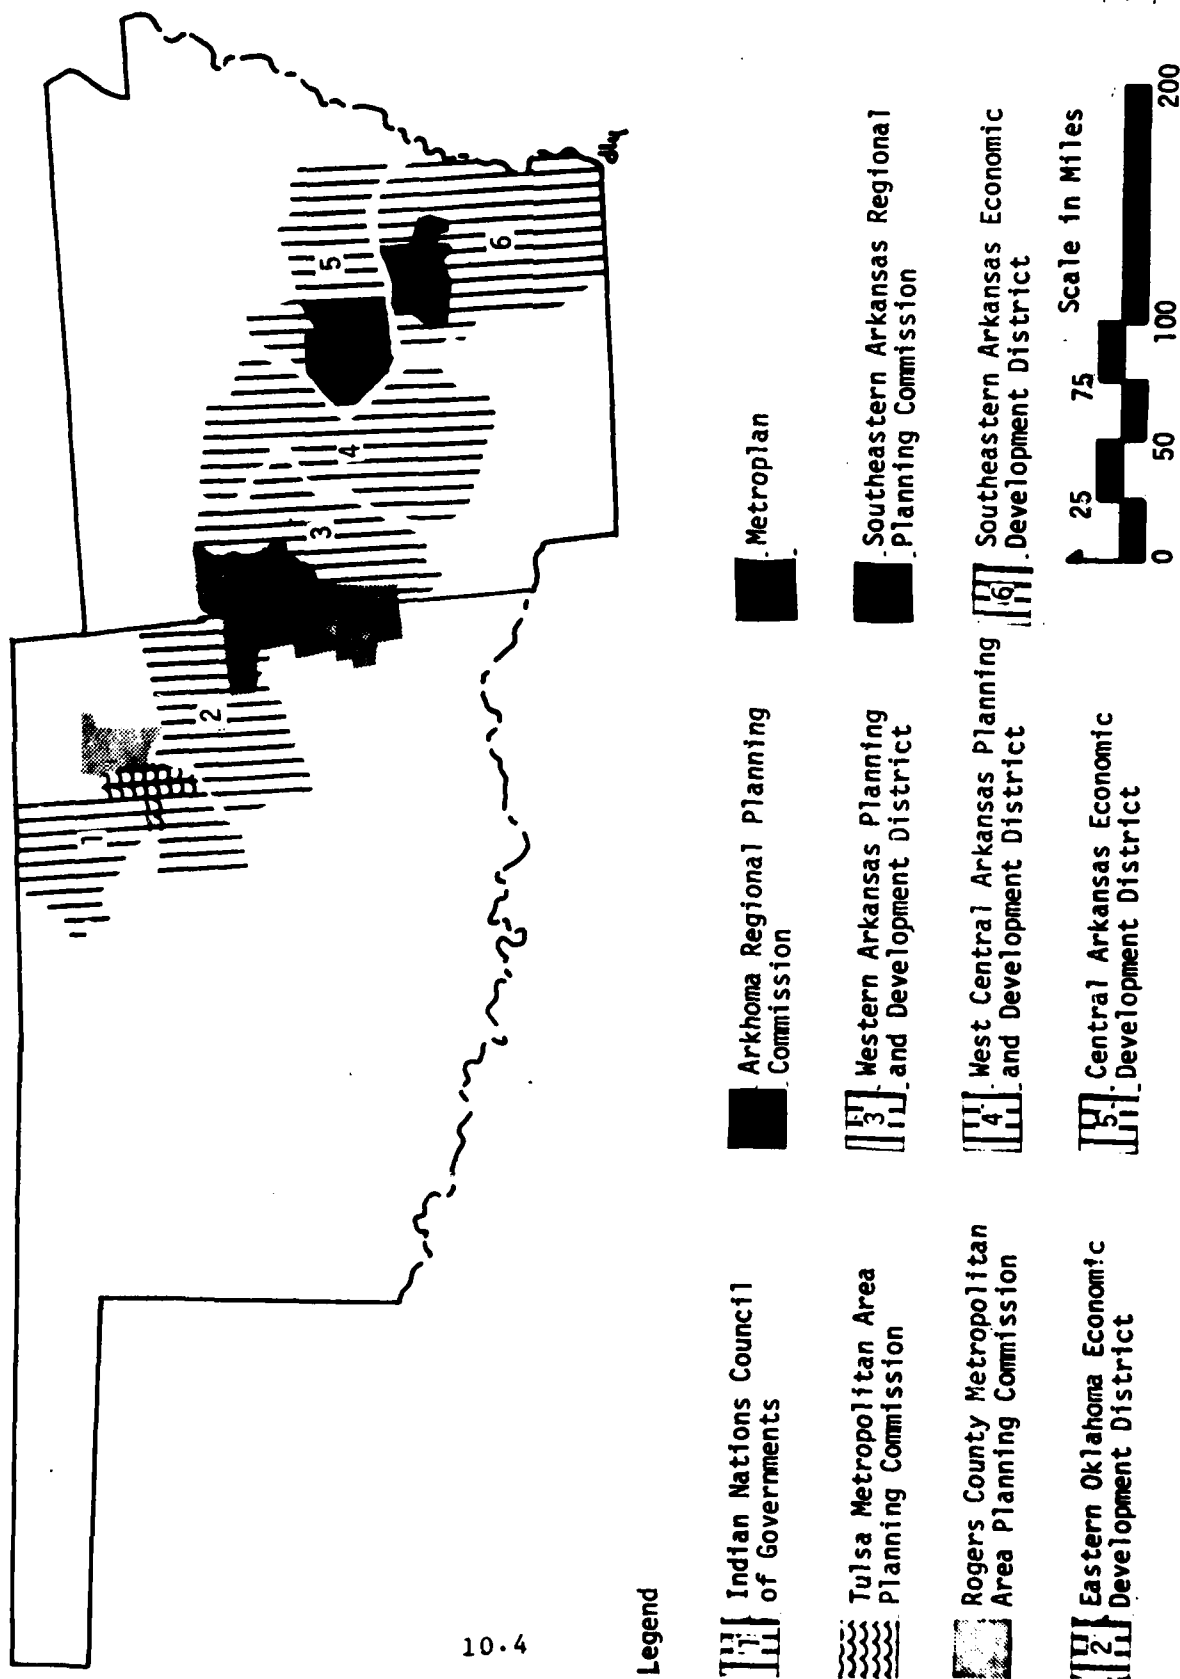 1
2
3
4
5
6
dly
Legend
1 Indian Nations Council
of Governments
Tulsa Metropolitan Area
Planning Commission
Rogers County Metropolitan
Area Planning Commission
2 Eastern Oklahoma Economic
Development District
Arkhoma Regional Planning
Commission
3 Western Arkansas Planning
and Development District
4 West Central Arkansas Planning
and Development District
5 Central Arkansas Economic
Development District
Metroplan
Southeastern Arkansas Regional
Planning Commission
6 Southeastern Arkansas Economic
Development District
Scale in Miles
0 25 50 75 100 200
10.4